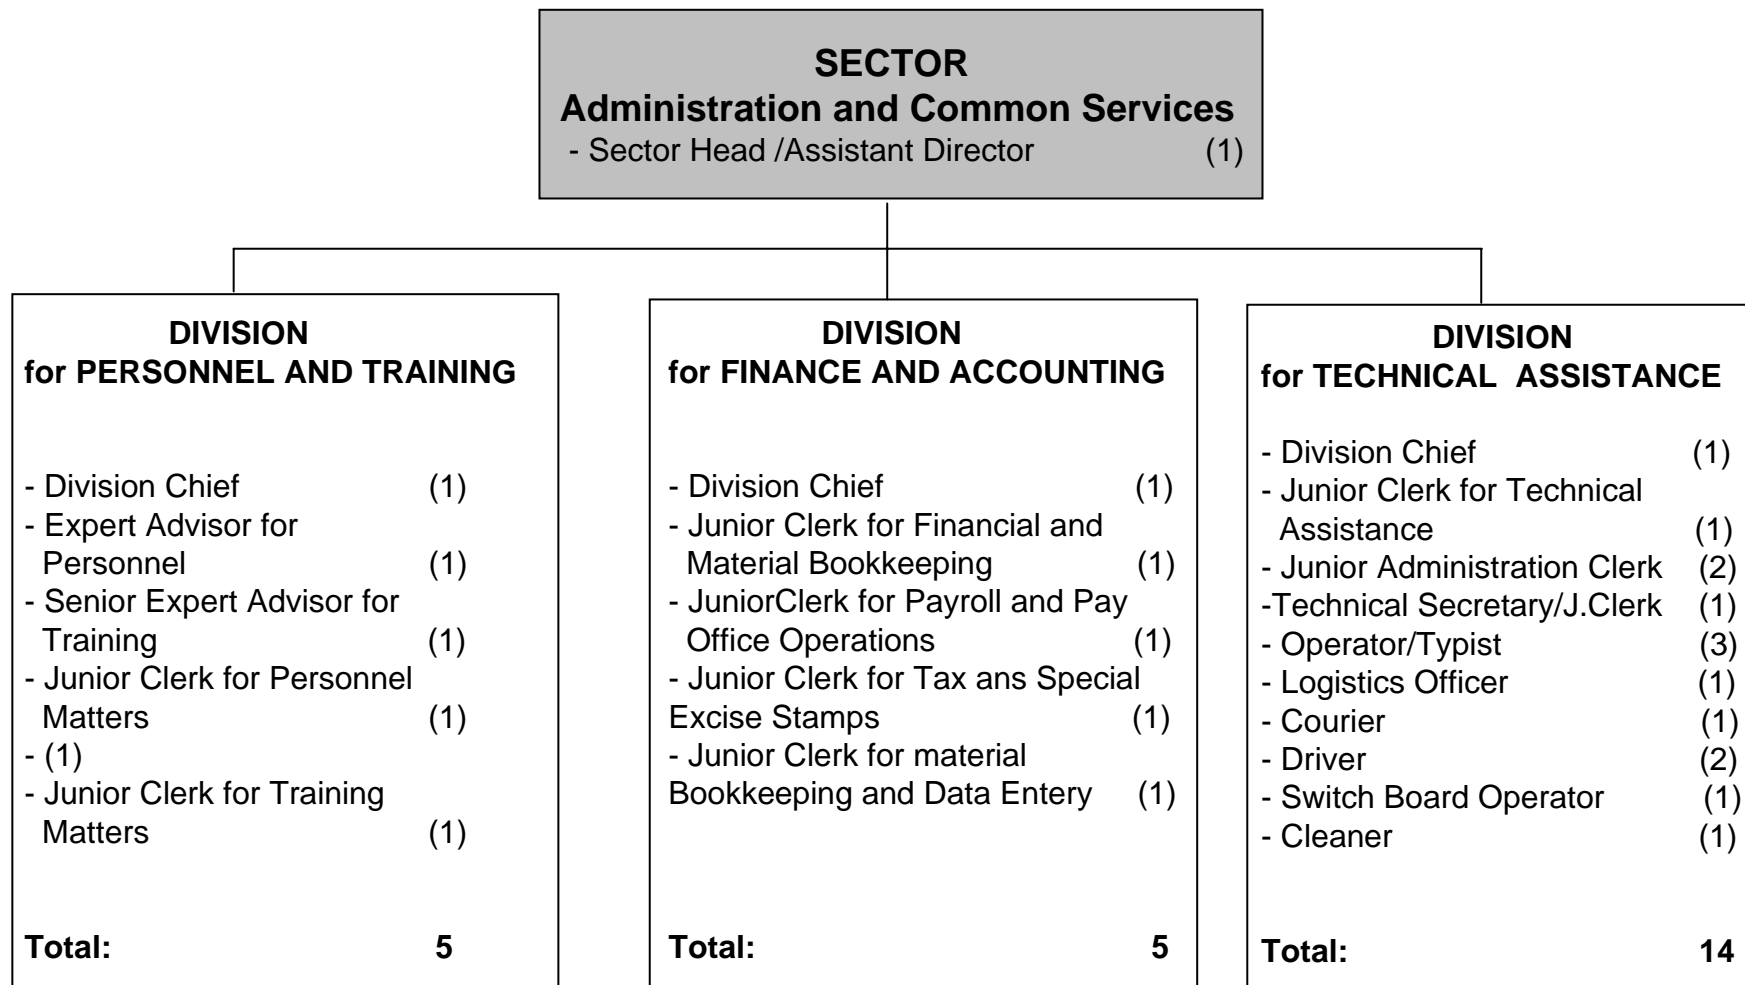 SECTOR
Administration and Common Services
- Sector Head /Assistant Director (1)
DIVISION
for PERSONNEL AND TRAINING
- Division Chief (1)
- Expert Advisor for
Personnel (1)
- Senior Expert Advisor for
Training (1)
- Junior Clerk for Personnel
Matters (1)
- (1)
- Junior Clerk for Training
Matters (1)
Total: 5
DIVISION
for FINANCE AND ACCOUNTING
- Division Chief (1)
- Junior Clerk for Financial and
Material Bookkeeping (1)
- JuniorClerk for Payroll and Pay
Office Operations (1)
- Junior Clerk for Tax ans Special
Excise Stamps (1)
- Junior Clerk for material
Bookkeeping and Data Entery (1)
Total: 5
DIVISION
for TECHNICAL ASSISTANCE
- Division Chief (1)
- Junior Clerk for Technical
Assistance (1)
- Junior Administration Clerk (2)
-Technical Secretary/J.Clerk (1)
- Operator/Typist (3)
- Logistics Officer (1)
- Courier (1)
- Driver (2)
- Switch Board Operator (1)
- Cleaner (1)
Total: 14